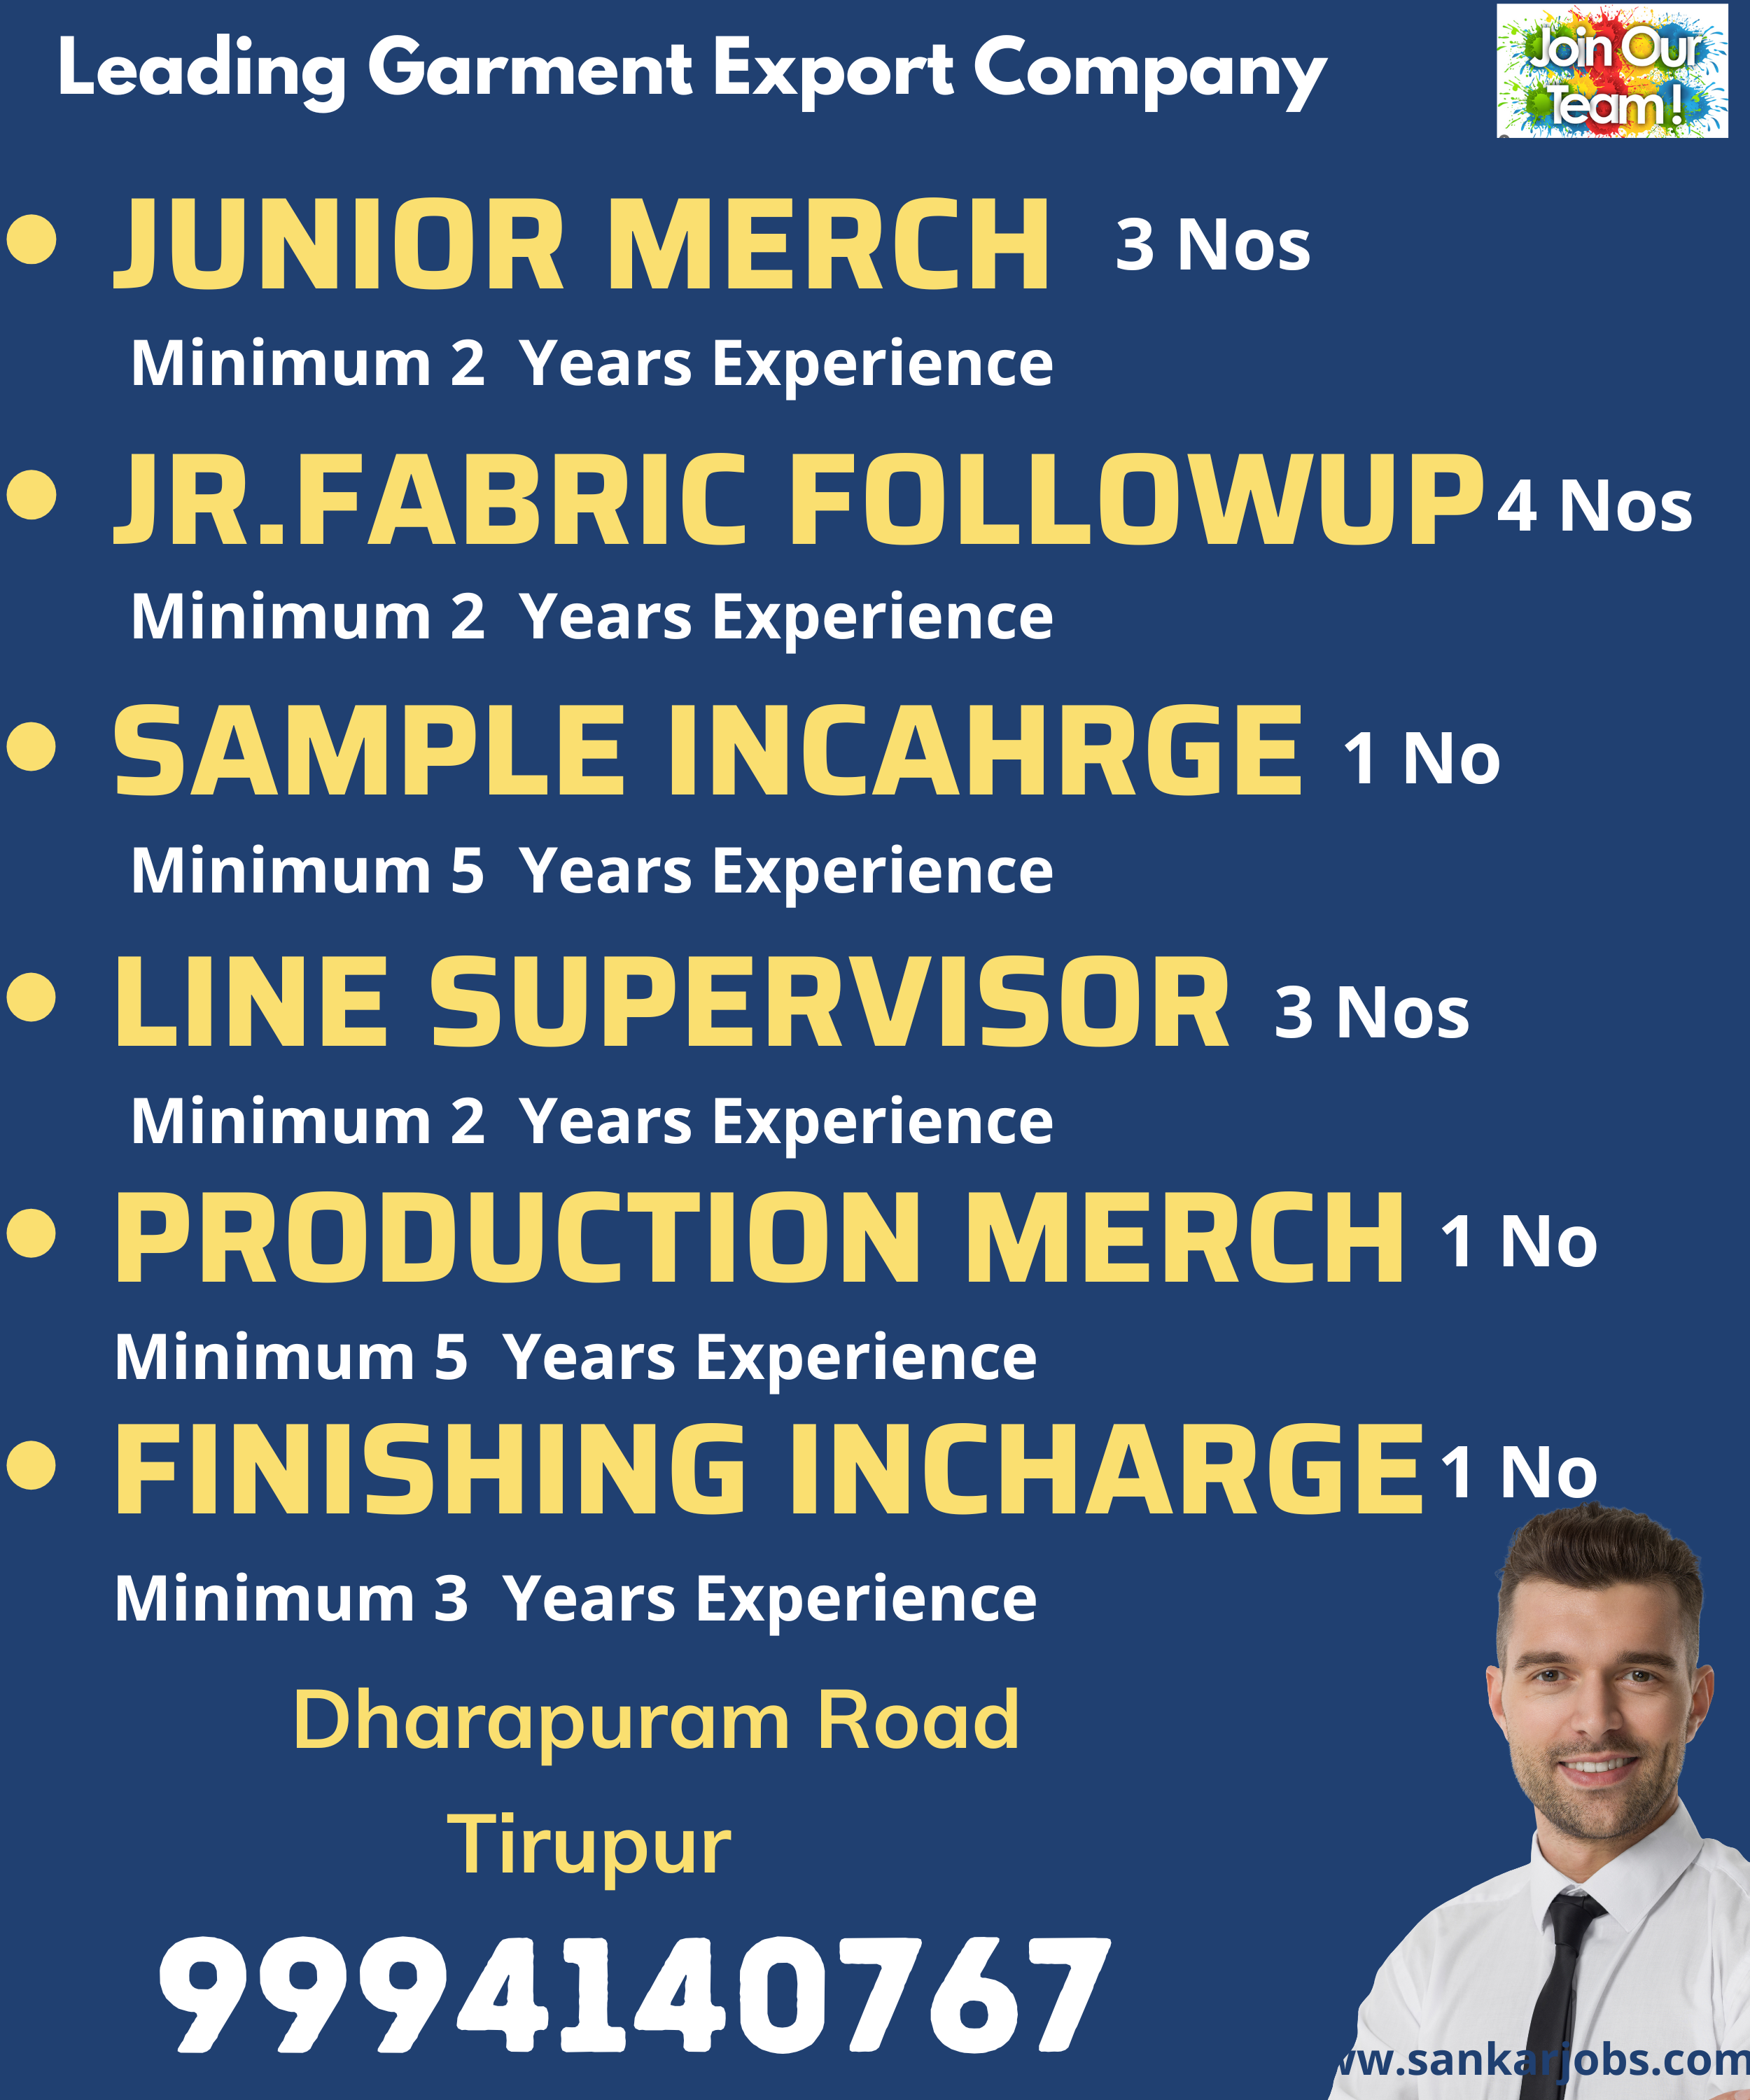 Leading Garment Export Company
Join Our
Team!
JUNIOR MERCH 3 Nos
Minimum 2 Years Experience
JR.FABRIC FOLLOWUP 4 Nos
Minimum 2 Years Experience
SAMPLE INCAHRGE 1 No
Minimum 5 Years Experience
LINE SUPERVISOR 3 Nos
Minimum 2 Years Experience
PRODUCTION MERCH 1 No
Minimum 5 Years Experience
FINISHING INCHARGE 1 No
Minimum 3 Years Experience
Dharapuram Road
Tirupur
9994140767
ww.sankarjobs.com